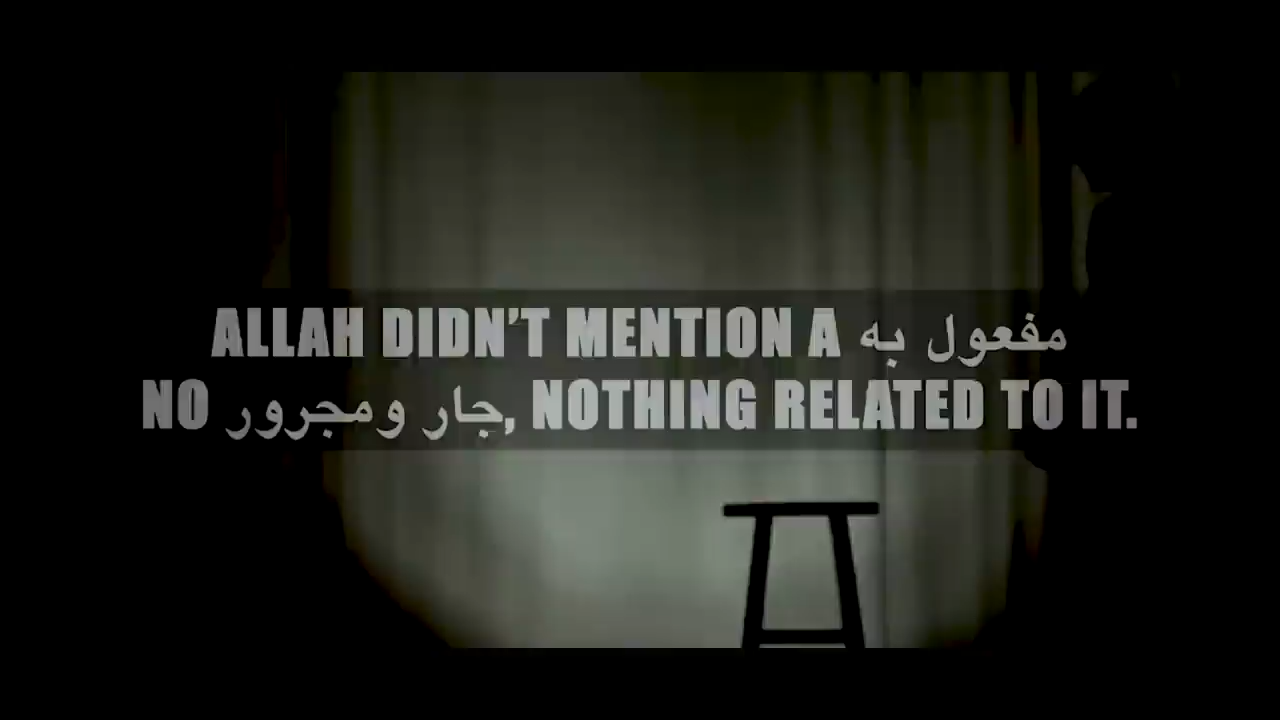 ALLAH DIDN'T MENTION A مفعول به
NO جار ومجرور, NOTHING RELATED TO IT.